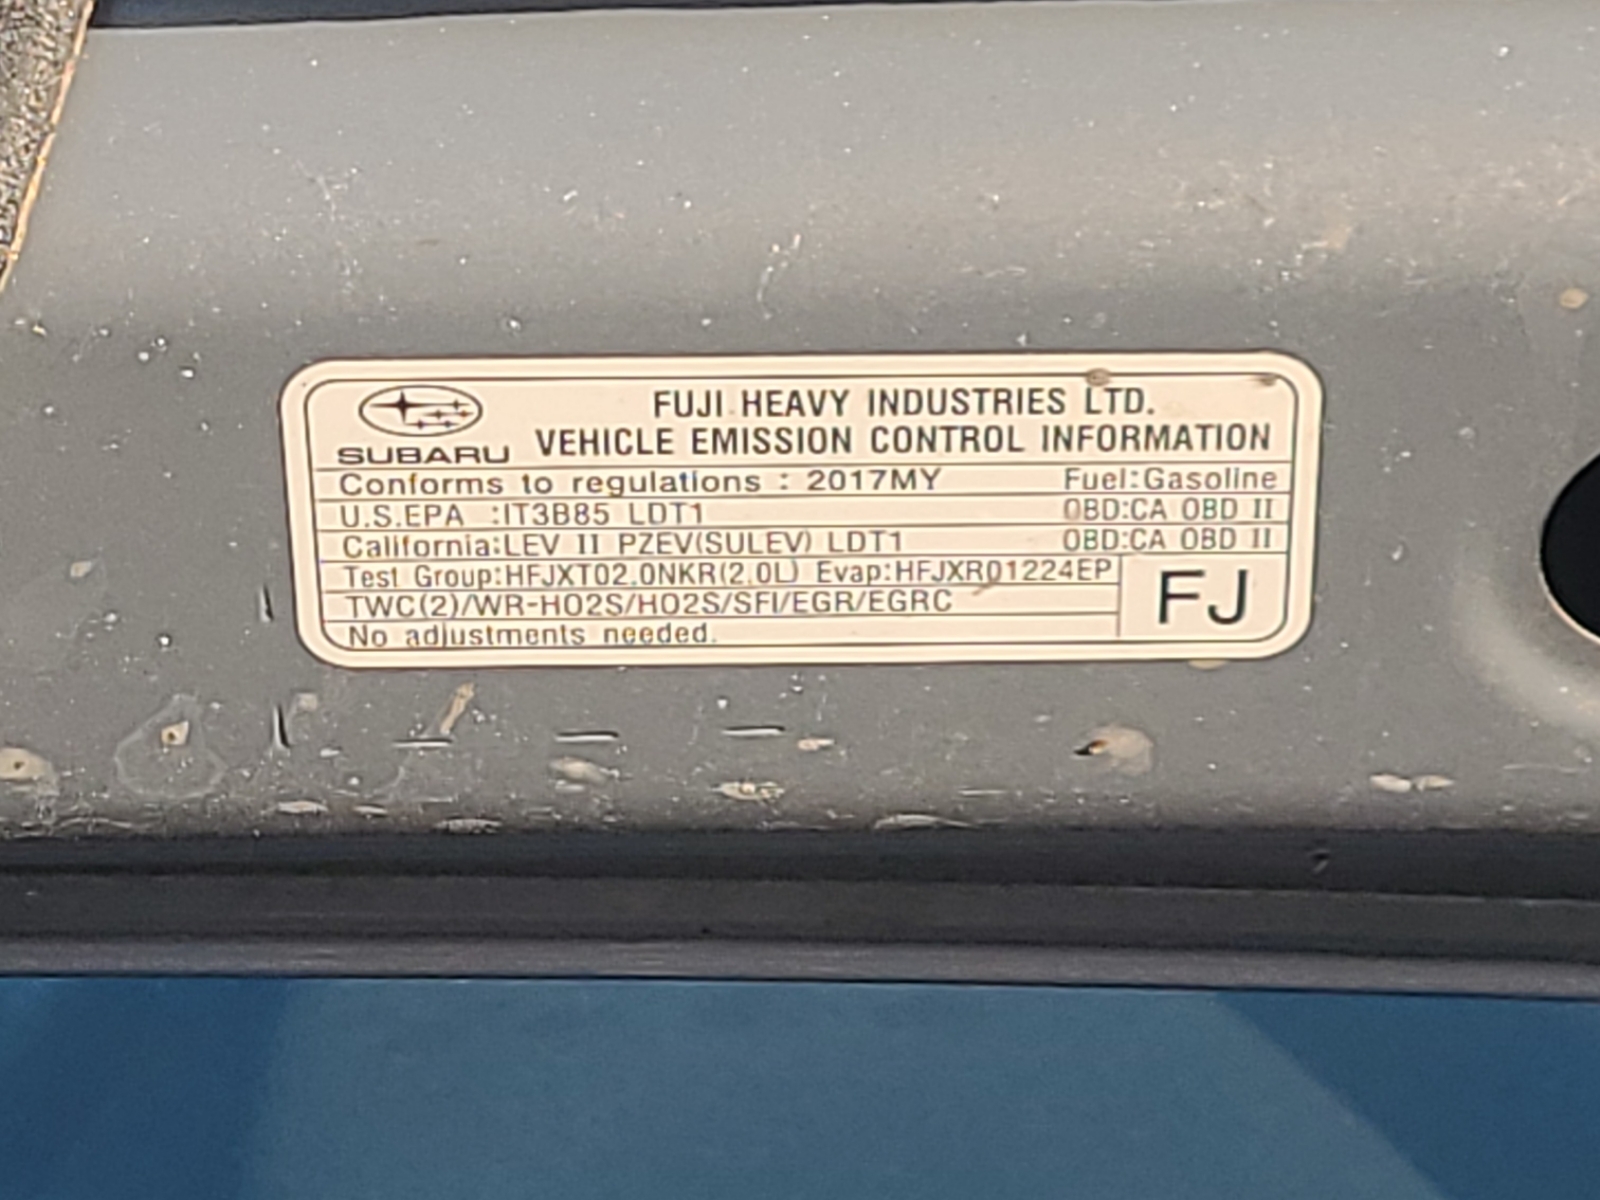 FUJI HEAVY INDUSTRIES LTD.
SUBARU VEHICLE EMISSION CONTROL INFORMATION
Conforms to regulations : 2017MY Fuel:Gasoline
U.S.EPA :IT3B85 LDT1 OBD:CA OBD II
California:LEV II PZEV(SULEV) LDT1 OBD:CA OBD II
Test Group:HFJXT02.0NKR(2.0L) Evap:HFJXR01224EP
TWC(2)/WR-HO2S/HO2S/SFI/EGR/EGRC
FJ
No adjustments needed.